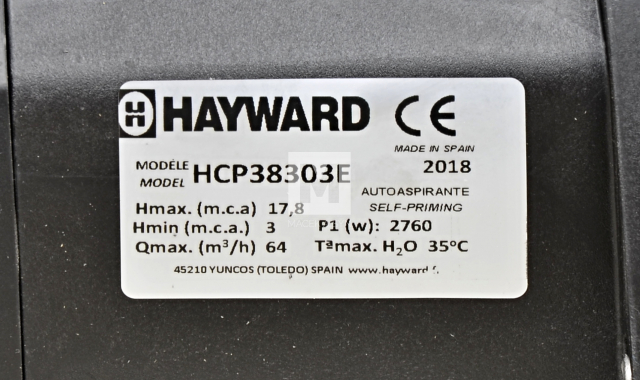 HAYWARD CE
MADE IN SPAIN
MODÈLE
MODEL HCP38303E 2018
AUTOASPIRANTE
Hmax. (m.c.a) 17,8 SELF-PRIMING
Hmin (m.c.a.) 3 P1 (w): 2760
Qmax. (m³/h) 64 Tªmax. H₂O 35ºC
45210 YUNCOS (TOLEDO) SPAIN www.hayward